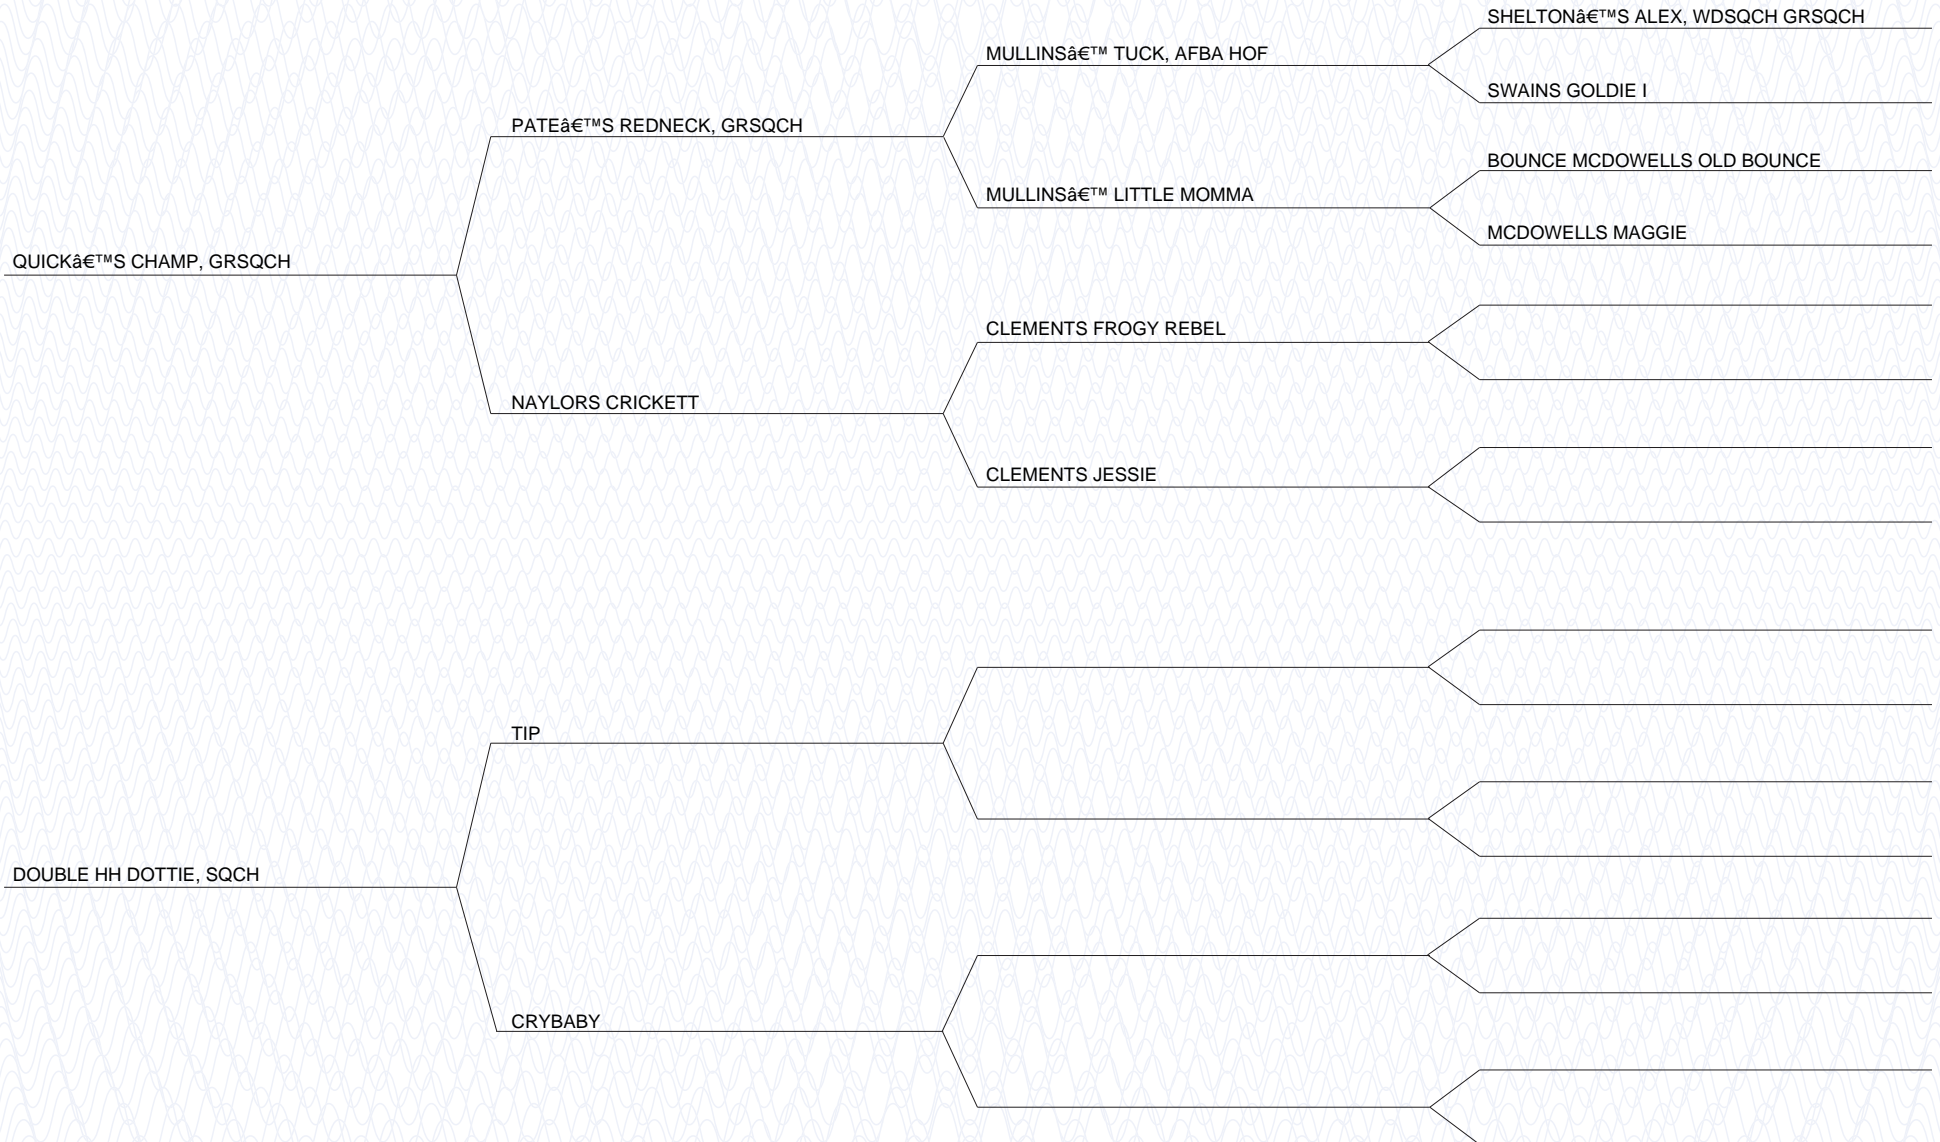 SHELTONâ€™S ALEX, WDSQCH GRSQCH
MULLINSâ€™ TUCK, AFBA HOF
SWAINS GOLDIE I
PATEâ€™S REDNECK, GRSQCH
BOUNCE MCDOWELLS OLD BOUNCE
MULLINSâ€™ LITTLE MOMMA
MCDOWELLS MAGGIE
QUICKâ€™S CHAMP, GRSQCH
CLEMENTS FROGY REBEL
NAYLORS CRICKETT
CLEMENTS JESSIE
TIP
DOUBLE HH DOTTIE, SQCH
CRYBABY